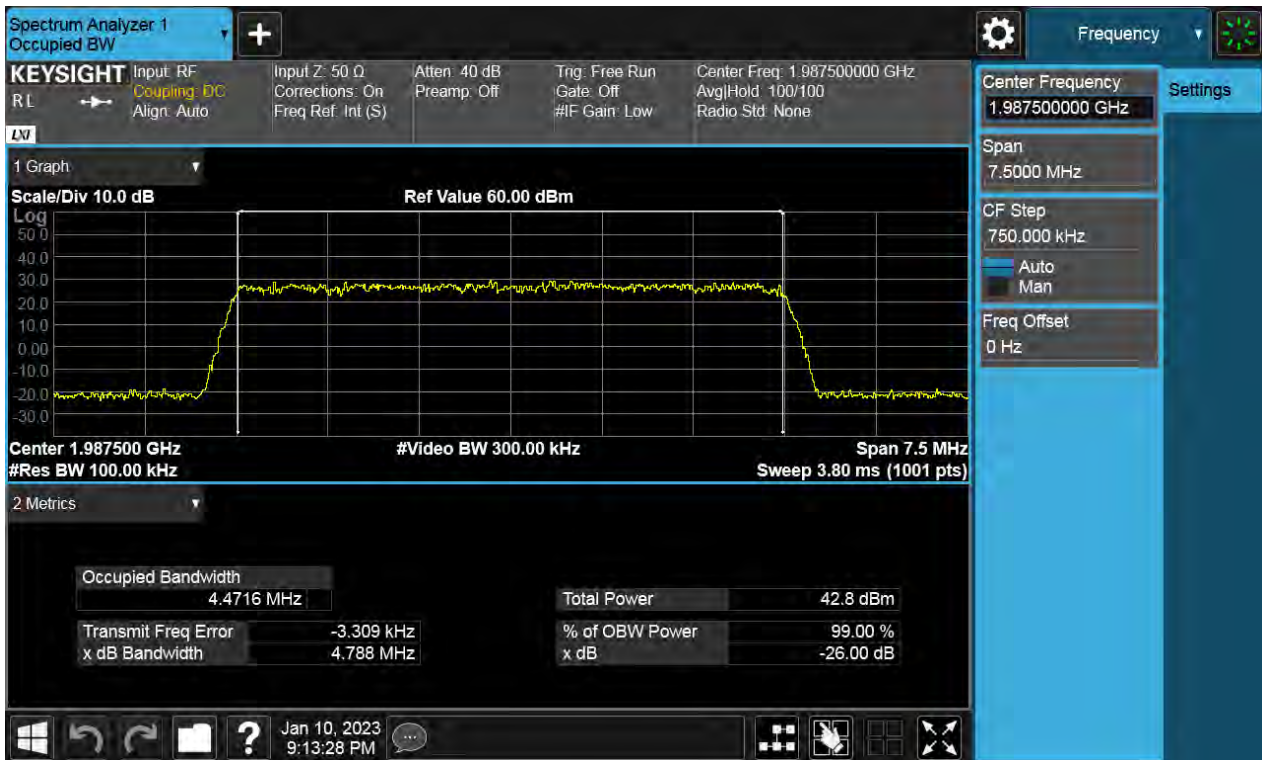 Spectrum Analyzer 1
Occupied BW
+
Frequency
KEYSIGHT
RL
LXI
Input: RF
Coupling: DC
Align: Auto
Input Z: 50 Ω
Corrections: On
Freq Ref: Int (S)
Atten: 40 dB
Preamp: Off
Trig: Free Run
Gate: Off
#IF Gain: Low
Center Freq: 1.987500000 GHz
Avg|Hold: 100/100
Radio Std: None
Center Frequency
1.987500000 GHz
Settings
Span
7.5000 MHz
CF Step
750.000 kHz
Auto
Man
Freq Offset
0 Hz
1 Graph
Scale/Div 10.0 dB
Ref Value 60.00 dBm
Log
50.0
40.0
30.0
20.0
10.0
0.00
-10.0
-20.0
-30.0
Center 1.987500 GHz
#Video BW 300.00 kHz
Span 7.5 MHz
#Res BW 100.00 kHz
Sweep 3.80 ms (1001 pts)
2 Metrics
Occupied Bandwidth
4.4716 MHz
Total Power 42.8 dBm
Transmit Freq Error -3.309 kHz
% of OBW Power 99.00 %
x dB Bandwidth 4.788 MHz
x dB -26.00 dB
?
Jan 10, 2023
9:13:28 PM